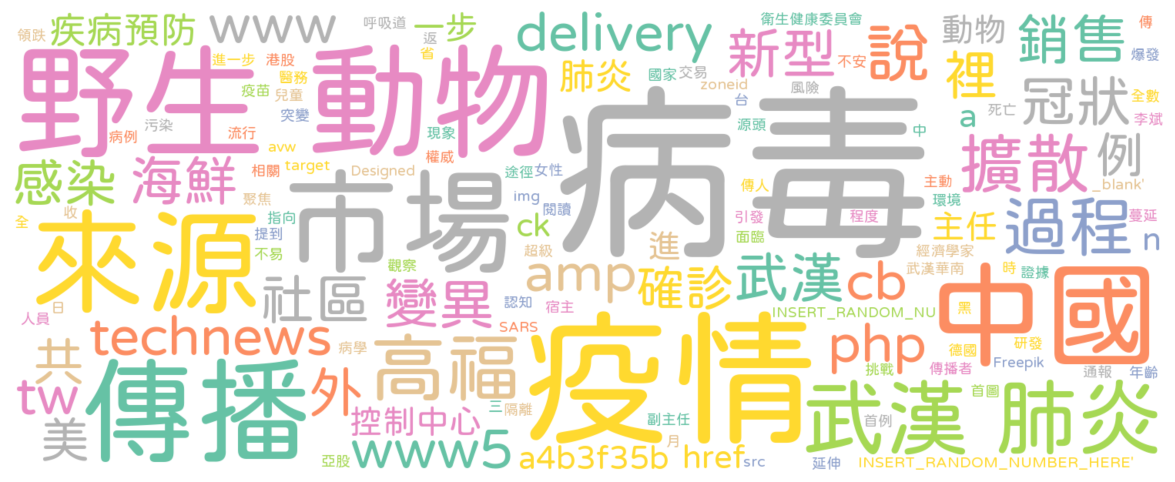 領跌 疾病預防 www 呼吸道 返 一步 delivery 衛生健康委員會 動物 銷售 傳
省 進一步 港股 新型 不安 說 爆發
野生 動物 醫務 肺炎 國家 交易 裡 冠狀
疫苗 兒童 zoneid 風險 死亡 全數
病例 污染 流行 突變 現象 病毒 台 源頭 中 a 李斌
avw 權威 擴散 例
感染 海鮮 相關 target Designed 途徑 女性 傳人 主動 _blank'
聚焦 市場 img 環境
全 收 指向 ck 閱讀 引發 程度 主任 過程 蔓延
來源 提到 面臨 n
不易 觀察 超級 進 經濟學家
社區 變異 amp 確診 武漢 cb 武漢華南 時 證據
日 認知 宿主 INSERT_RANDOM_NU 黑 中國
人員 technews SARS php 研發
共 病學 高福 疫情 德國 Freepik
傳播 挑戰 傳播者 通報 年齡
tw 外 三 隔離 首圖
美 控制中心 副主任 首例 武漢 肺炎
月
亞股 www5 a4b3f35b href src 延伸 INSERT_RANDOM_NUMBER_HERE'